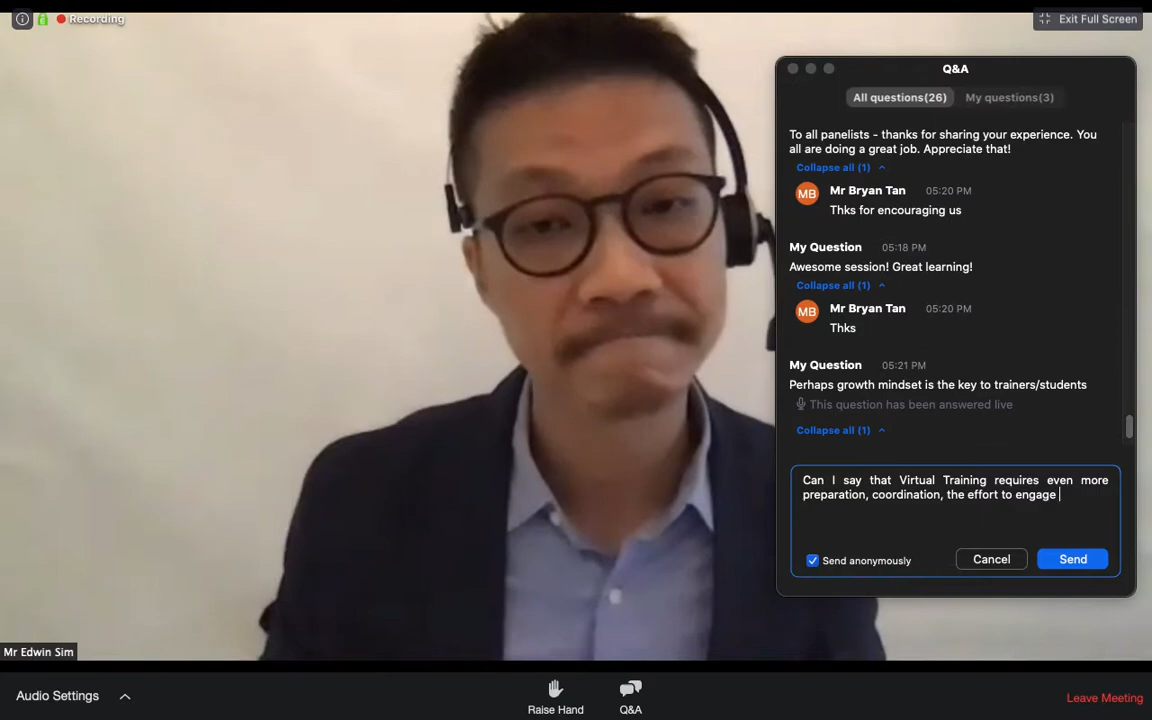 Recording
Exit Full Screen
Q&A
All questions(26) My questions(3)
To all panelists - thanks for sharing your experience. You
all are doing a great job. Appreciate that!
Collapse all (1)
MB Mr Bryan Tan 05:20 PM
Thks for encouraging us
My Question 05:18 PM
Awesome session! Great learning!
Collapse all (1)
MB Mr Bryan Tan 05:20 PM
Thks
My Question 05:21 PM
Perhaps growth mindset is the key to trainers/students
This question has been answered live
Collapse all (1)
Can I say that Virtual Training requires even more
preparation, coordination, the effort to engage
Send anonymously Cancel Send
Mr Edwin Sim
Audio Settings
Raise Hand
Q&A
Leave Meeting